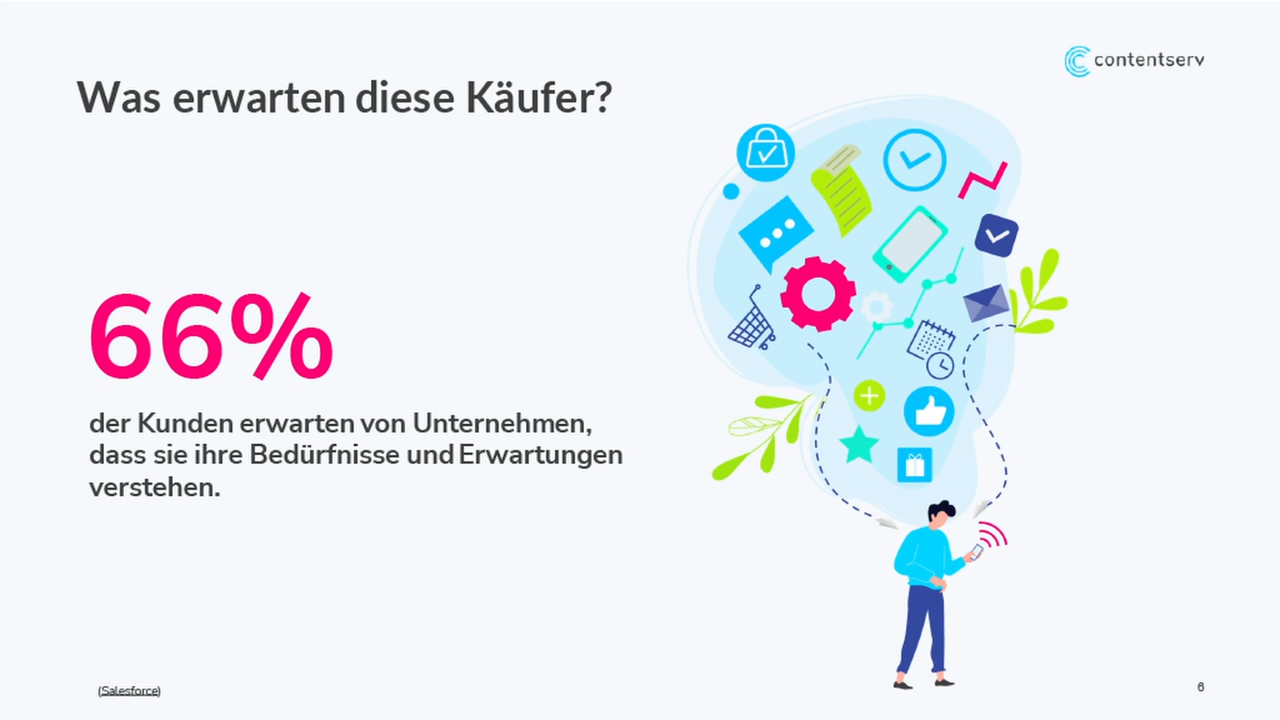 contentserv
Was erwarten diese Käufer?
66%
der Kunden erwarten von Unternehmen,
dass sie ihre Bedürfnisse und Erwartungen
verstehen.
(Salesforce)
6